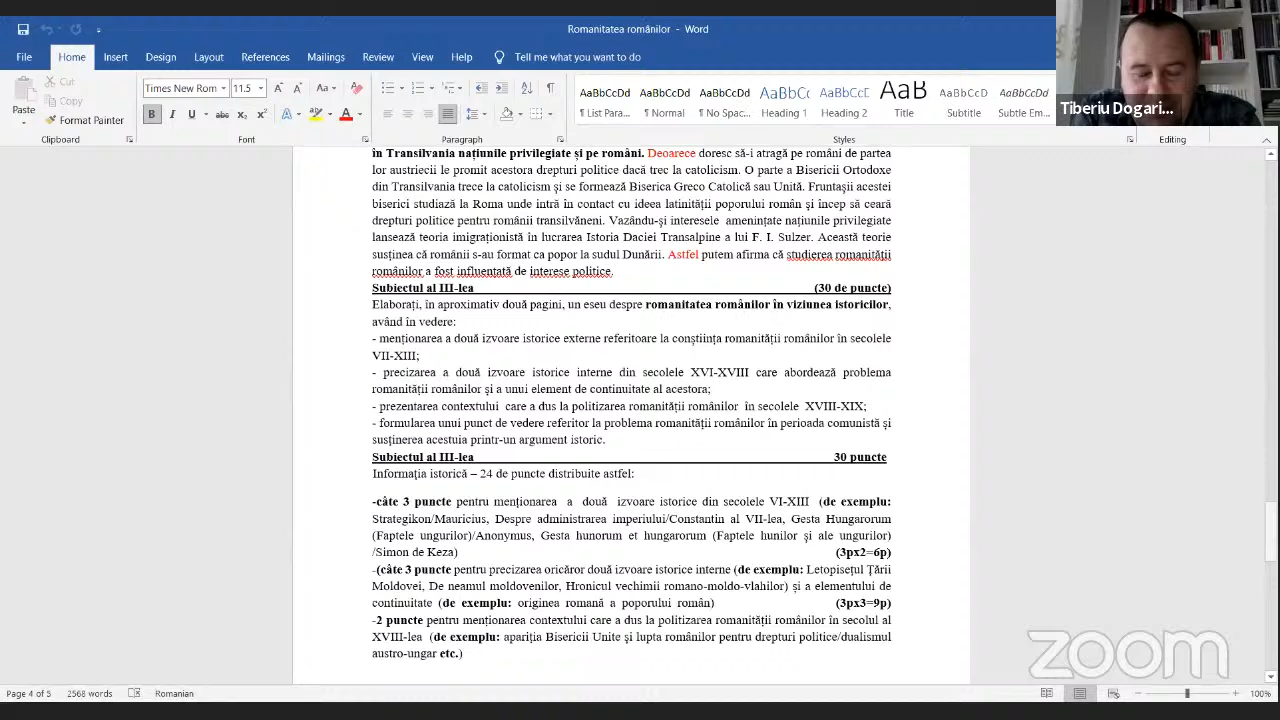 Romanitatea românilor - Word
File Home Insert Design Layout References Mailings Review View Help Tell me what you want to do
Paste
Cut
Copy
Format Painter
Times New Rom 11.5
AaBbCcDd AaBbCcDd AaBbCcDd AaBbCc AaBbCcDd AaB AaBbCcDd AaBbCcDd
¶ List Para... ¶ Normal ¶ No Spac... Heading 1 Heading 2 Title Subtitle Subtle Em...
Clipboard Font Paragraph Styles Editing
Tiberiu Dogari...
în Transilvania națiunile privilegiate și pe români. Deoarece doresc să-i atragă pe români de partea
lor austriecii le promit acestora drepturi politice dacă trec la catolicism. O parte a Bisericii Ortodoxe
din Transilvania trece la catolicism și se formează Biserica Greco Catolică sau Unită. Fruntașii acestei
biserici studiază la Roma unde intră in contact cu ideea latinității poporului român și încep să ceară
drepturi politice pentru românii transilvăneni. Vazându-și interesele amenințate națiunile privilegiate
lansează teoria imigraționistă în lucrarea Istoria Daciei Transalpine a lui F. I. Sulzer. Această teorie
susținea că românii s-au format ca popor la sudul Dunării. Astfel putem afirma că studierea romanității
românilor a fost influentată de interese politice.
Subiectul al III-lea (30 de puncte)
Elaborați, în aproximativ două pagini, un eseu despre romanitatea românilor în viziunea istoricilor,
având în vedere:
- menționarea a două izvoare istorice externe referitoare la conștiința romanității românilor în secolele
VII-XIII;
- precizarea a două izvoare istorice interne din secolele XVI-XVIII care abordează problema
romanității românilor și a unui element de continuitate al acestora;
- prezentarea contextului care a dus la politizarea romanității românilor în secolele XVIII-XIX;
- formularea unui punct de vedere referitor la problema romanității românilor în perioada comunistă și
susținerea acestuia printr-un argument istoric.
Subiectul al III-lea 30 puncte
Informația istorică – 24 de puncte distribuite astfel:
-câte 3 puncte pentru menționarea a două izvoare istorice din secolele VI-XIII (de exemplu:
Strategikon/Mauricius, Despre administrarea imperiului/Constantin al VII-lea, Gesta Hungarorum
(Faptele ungurilor)/Anonymus, Gesta hunorum et hungarorum (Faptele hunilor și ale ungurilor)
/Simon de Keza) (3px2=6p)
-(câte 3 puncte pentru precizarea oricăror două izvoare istorice interne (de exemplu: Letopisețul Țării
Moldovei, De neamul moldovenilor, Hronicul vechimii romano-moldo-vlahilor) și a elementului de
continuitate (de exemplu: originea romană a poporului român) (3px3=9p)
-2 puncte pentru menționarea contextului care a dus la politizarea romanității românilor în secolul al
XVIII-lea (de exemplu: apariția Bisericii Unite și lupta românilor pentru drepturi politice/dualismul
austro-ungar etc.)
zoom
Page 4 of 5 2568 words Romanian 100%